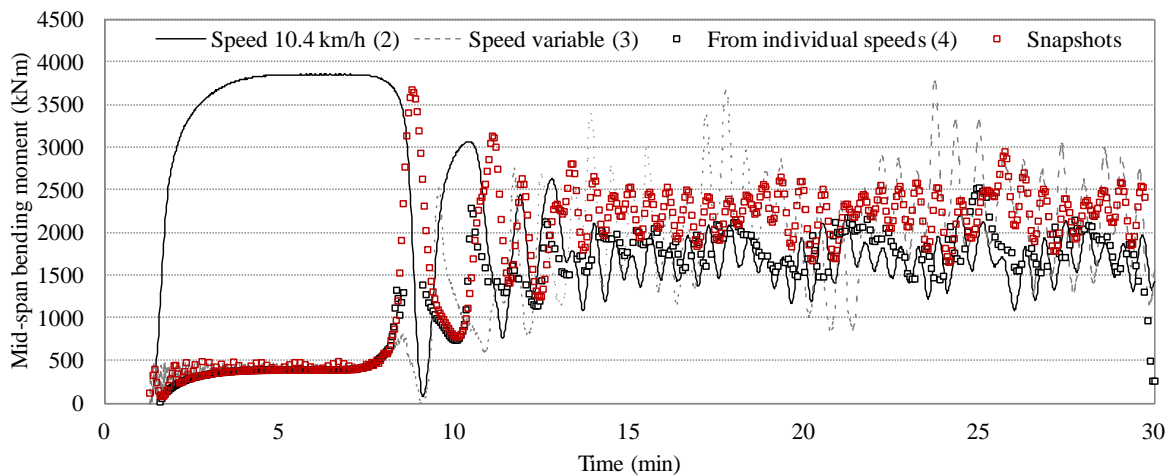 4500
4000
3500
3000
2500
2000
1500
1000
500
0
Mid-span bending moment (kNm)
Speed 10.4 km/h (2)
Speed variable (3)
From individual speeds (4)
Snapshots
0 5 10 15 20 25 30
Time (min)